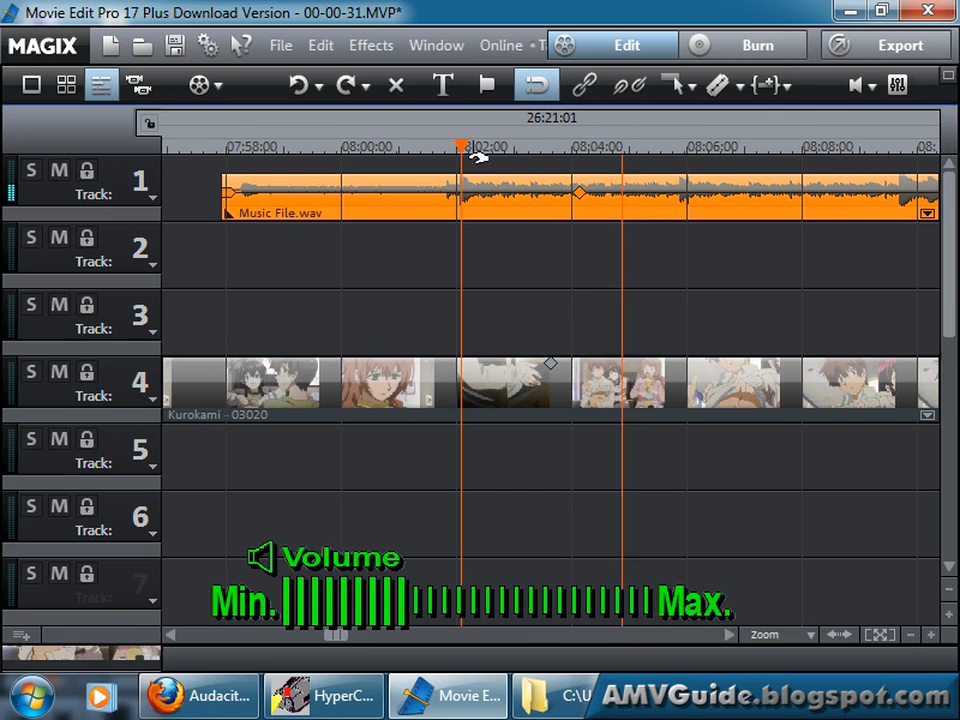 Movie Edit Pro 17 Plus Download Version - 00-00-31.MVP*
MAGIX File Edit Effects Window Online • T Edit Burn Export
T
26:21:01
07:58:00 08:00:00 08:02:00 08:04:00 08:06:00 08:08:00 08:
S M 1
Track:
Music File.wav
S M 2
Track:
S M 3
Track:
S M 4
Track:
Kurokami - 03020
S M 5
Track:
S M 6
Track:
S M 7
Track:
Volume
Min. Max.
Zoom
Audacit... HyperC... Movie E... C:\U
AMVGuide.blogspot.com